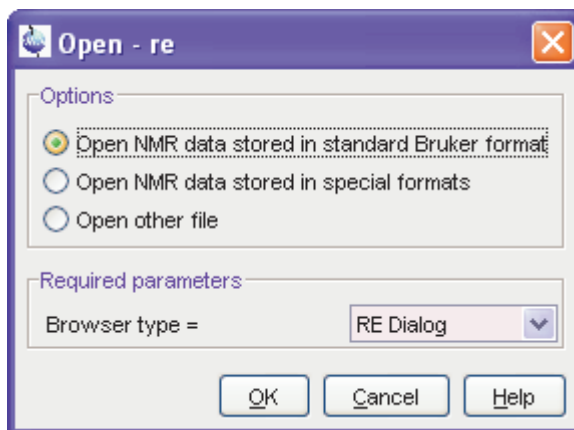 Open - re
Options
Open NMR data stored in standard Bruker format
Open NMR data stored in special formats
Open other file
Required parameters
Browser type = RE Dialog
OK Cancel Help